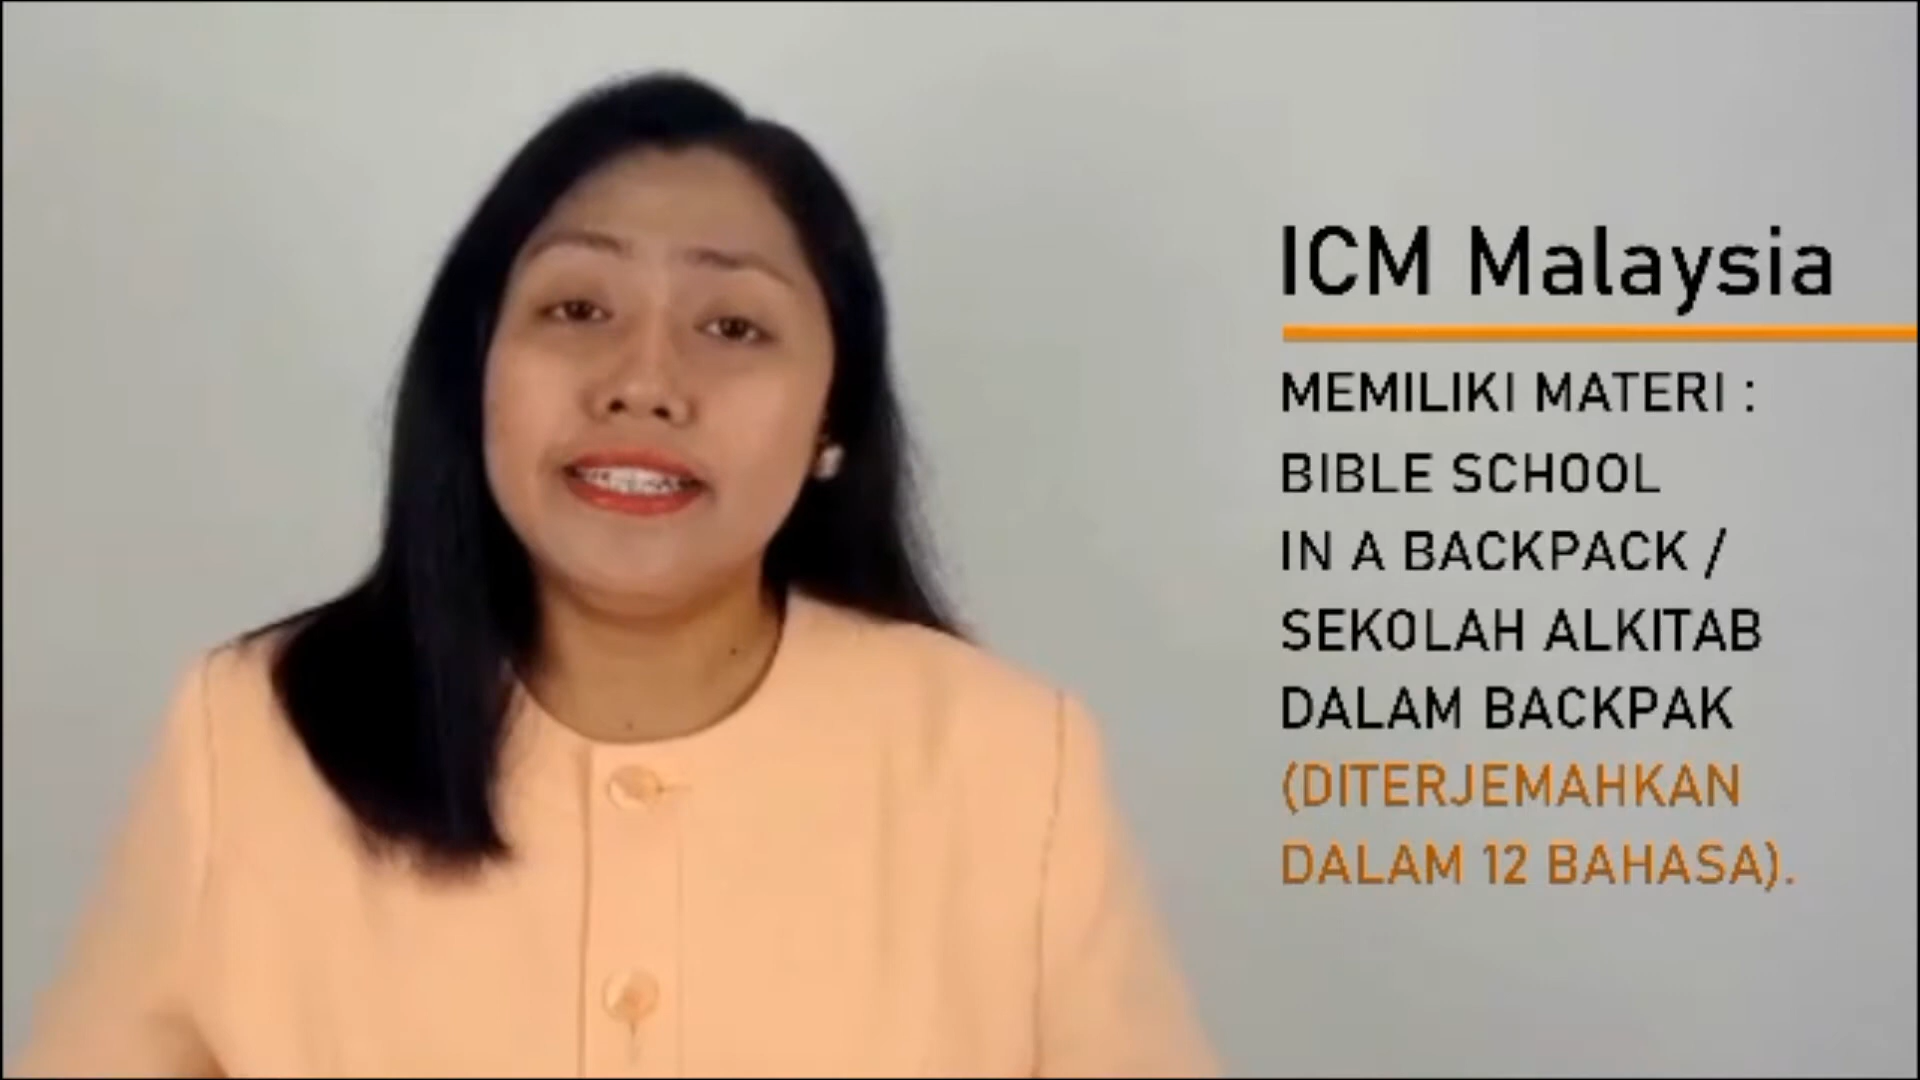 ICM Malaysia
MEMILIKI MATERI :
BIBLE SCHOOL
IN A BACKPACK /
SEKOLAH ALKITAB
DALAM BACKPAK
(DITERJEMAHKAN
DALAM 12 BAHASA).